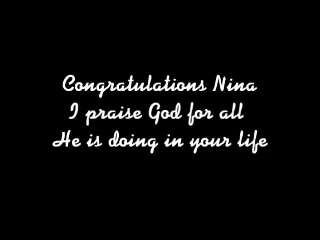 Congratulations Nina
I praise God for all
He is doing in your life